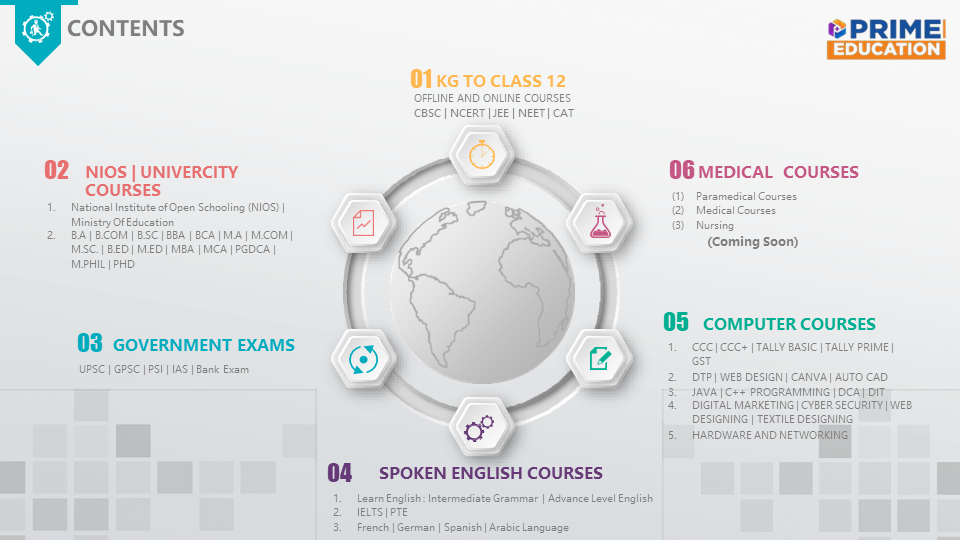 CONTENTS
PRIME
EDUCATION
01 KG TO CLASS 12
OFFLINE AND ONLINE COURSES
CBSC | NCERT | JEE | NEET | CAT
02 NIOS | UNIVERCITY
COURSES
1. National Institute of Open Schooling (NIOS) |
Ministry Of Education
2. B.A | B.COM | B.SC | BBA | BCA | M.A | M.COM |
M.SC. | B.ED | M.ED | MBA | MCA | PGDCA |
M.PHIL | PHD
03 GOVERNMENT EXAMS
UPSC | GPSC | PSI | IAS | Bank Exam
04 SPOKEN ENGLISH COURSES
1. Learn English : Intermediate Grammar | Advance Level English
2. IELTS | PTE
3. French | German | Spanish | Arabic Language
05 COMPUTER COURSES
1. CCC | CCC+ | TALLY BASIC | TALLY PRIME |
GST
2. DTP | WEB DESIGN | CANVA | AUTO CAD
3. JAVA | C++ PROGRAMMING | DCA | DIT
4. DIGITAL MARKETING | CYBER SECURITY | WEB
DESIGNING | TEXTILE DESIGNING
5. HARDWARE AND NETWORKING
06 MEDICAL COURSES
(1) Paramedical Courses
(2) Medical Courses
(3) Nursing
(Coming Soon)